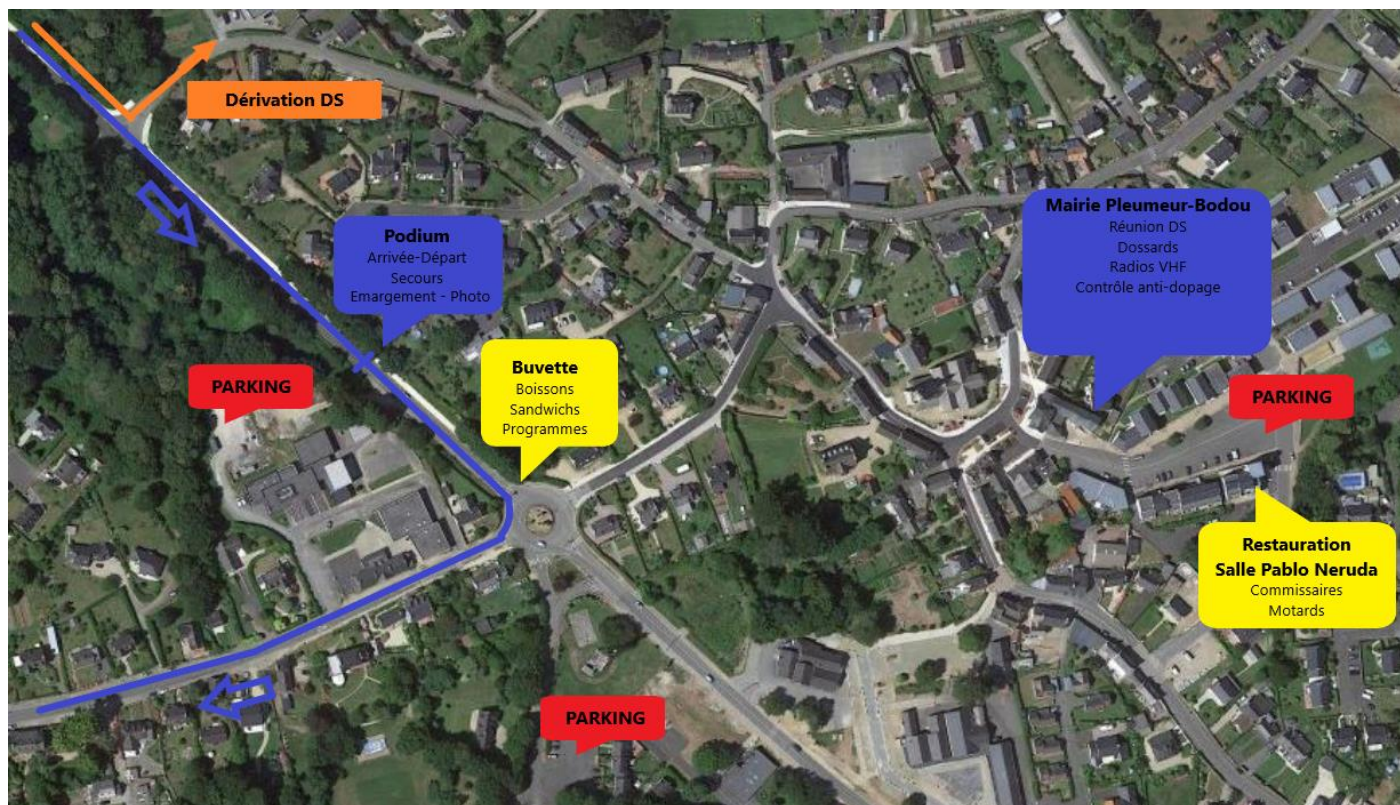 Dérivation DS
Podium
Arrivée-Départ
Secours
Emargement - Photo
Mairie Pleumeur-Bodou
Réunion DS
Dossards
Radios VHF
Contrôle anti-dopage
PARKING
Buvette
Boissons
Sandwichs
Programmes
PARKING
Restauration
Salle Pablo Neruda
Commissaires
Motards
PARKING